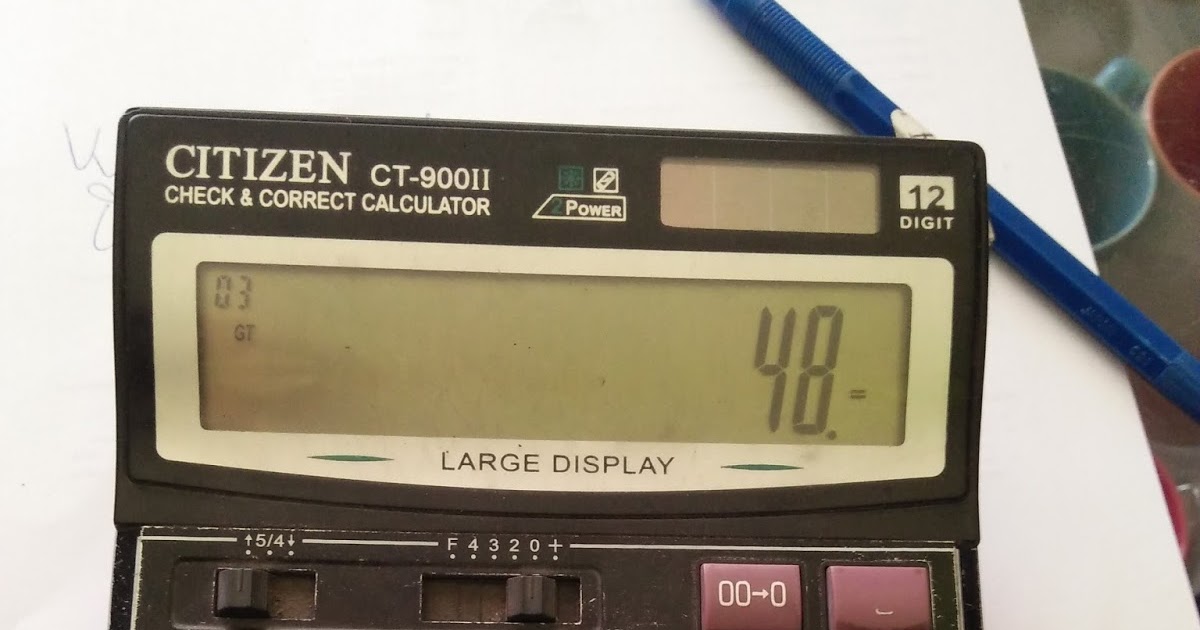 CITIZEN CT-900II
CHECK & CORRECT CALCULATOR
2 POWER
12
DIGIT
03
GT
48. =
LARGE DISPLAY
↑5/4↓
F 4 3 2 0 +
00→0